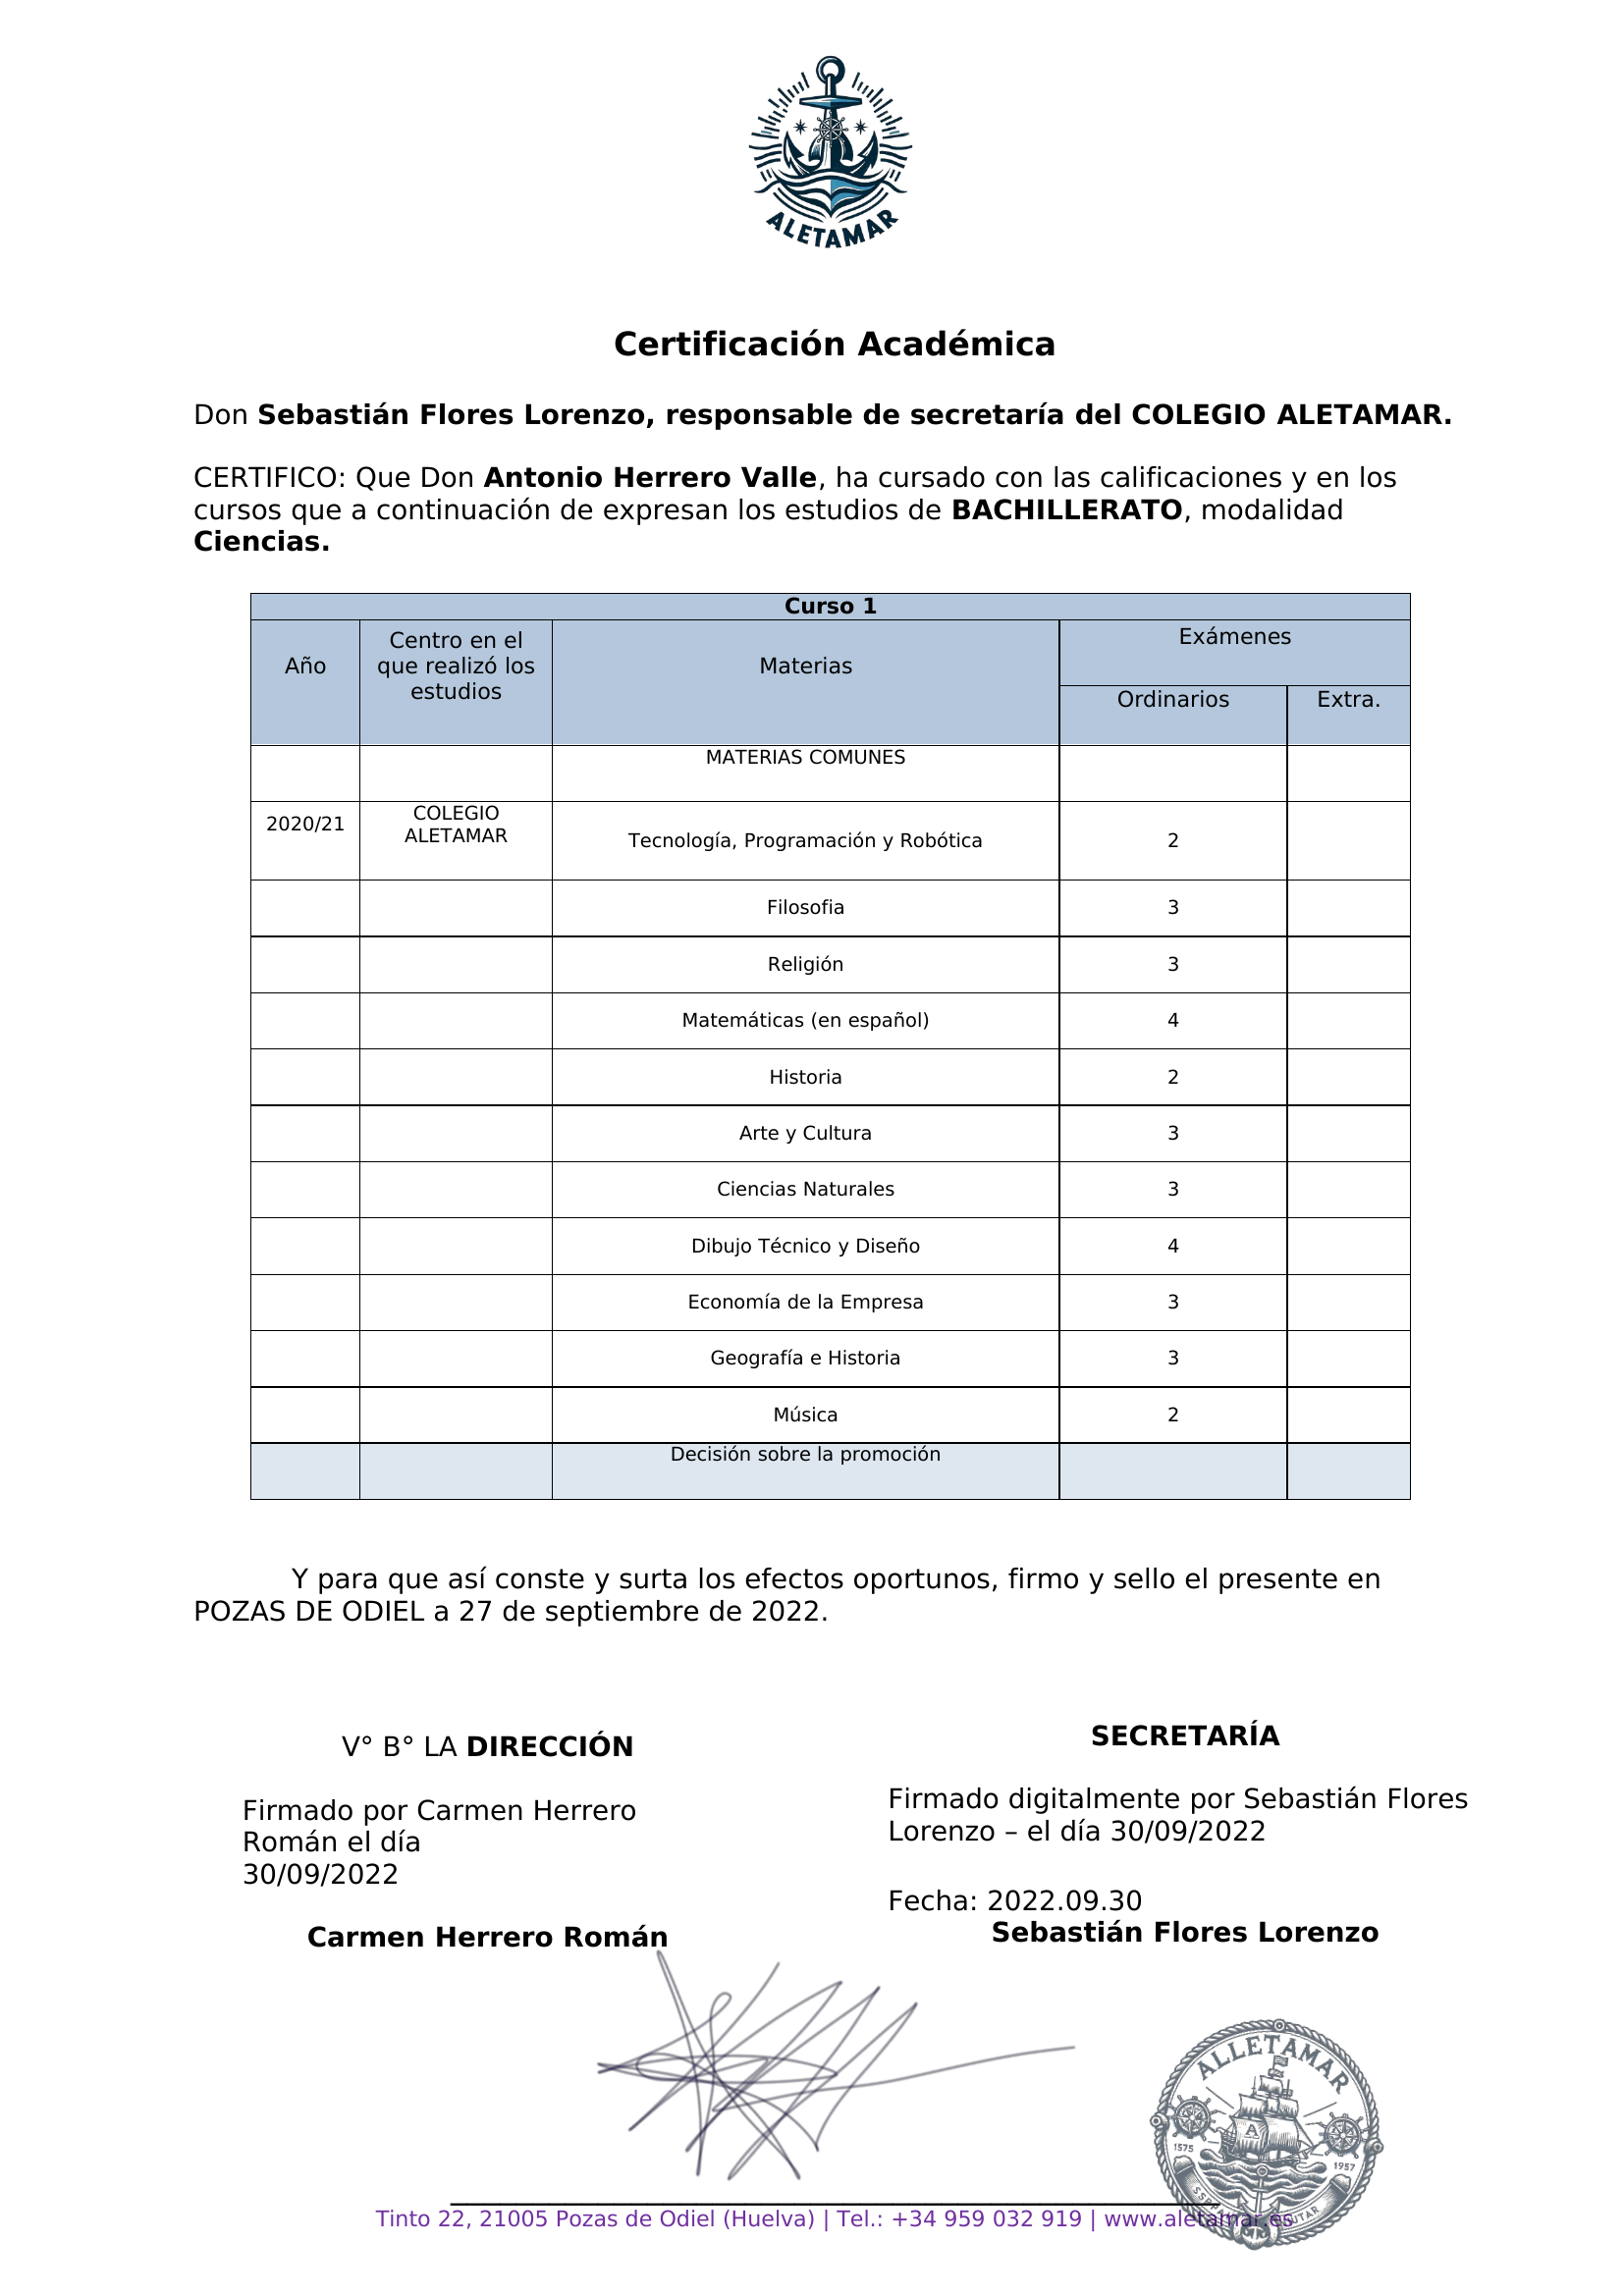 ALETAMAR
Certificación Académica
Don Sebastián Flores Lorenzo, responsable de secretaría del COLEGIO ALETAMAR.
CERTIFICO: Que Don Antonio Herrero Valle, ha cursado con las calificaciones y en los
cursos que a continuación de expresan los estudios de BACHILLERATO, modalidad
Ciencias.
Curso 1
Año Centro en el que realizó los estudios Materias Exámenes
Ordinarios Extra.
MATERIAS COMUNES
2020/21 COLEGIO ALETAMAR Tecnología, Programación y Robótica 2
Filosofia 3
Religión 3
Matemáticas (en español) 4
Historia 2
Arte y Cultura 3
Ciencias Naturales 3
Dibujo Técnico y Diseño 4
Economía de la Empresa 3
Geografía e Historia 3
Música 2
Decisión sobre la promoción
Y para que así conste y surta los efectos oportunos, firmo y sello el presente en
POZAS DE ODIEL a 27 de septiembre de 2022.
V° B° LA DIRECCIÓN
Firmado por Carmen Herrero
Román el día
30/09/2022
Carmen Herrero Román
SECRETARÍA
Firmado digitalmente por Sebastián Flores
Lorenzo – el día 30/09/2022
Fecha: 2022.09.30
Sebastián Flores Lorenzo
ALLETAMAR
A
1575
1957
Tinto 22, 21005 Pozas de Odiel (Huelva) | Tel.: +34 959 032 919 | www.aletamar.es